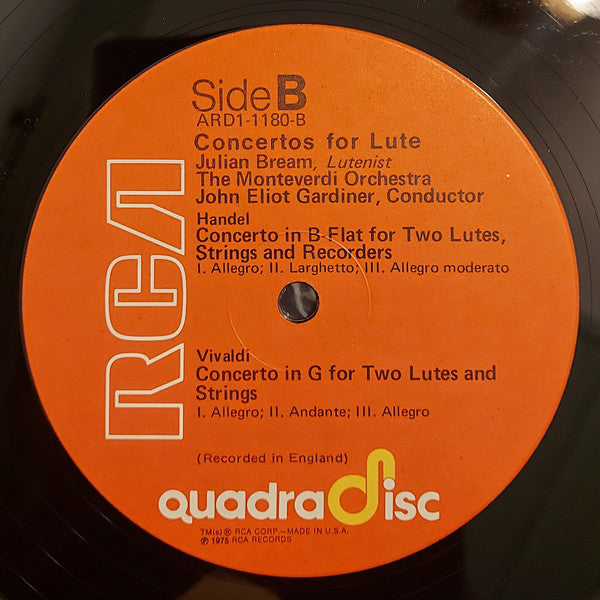 Side B
ARD1-1180-B
Concertos for Lute
Julian Bream, Lutenist
The Monteverdi Orchestra
John Eliot Gardiner, Conductor
Handel
Concerto in B-Flat for Two Lutes,
Strings and Recorders
I. Allegro; II. Larghetto; III. Allegro moderato
RCA
Vivaldi
Concerto in G for Two Lutes and
Strings
I. Allegro; II. Andante; III. Allegro
(Recorded in England)
quadradisc
TM(s) ® RCA CORP.—MADE IN U.S.A.
℗ 1975 RCA RECORDS